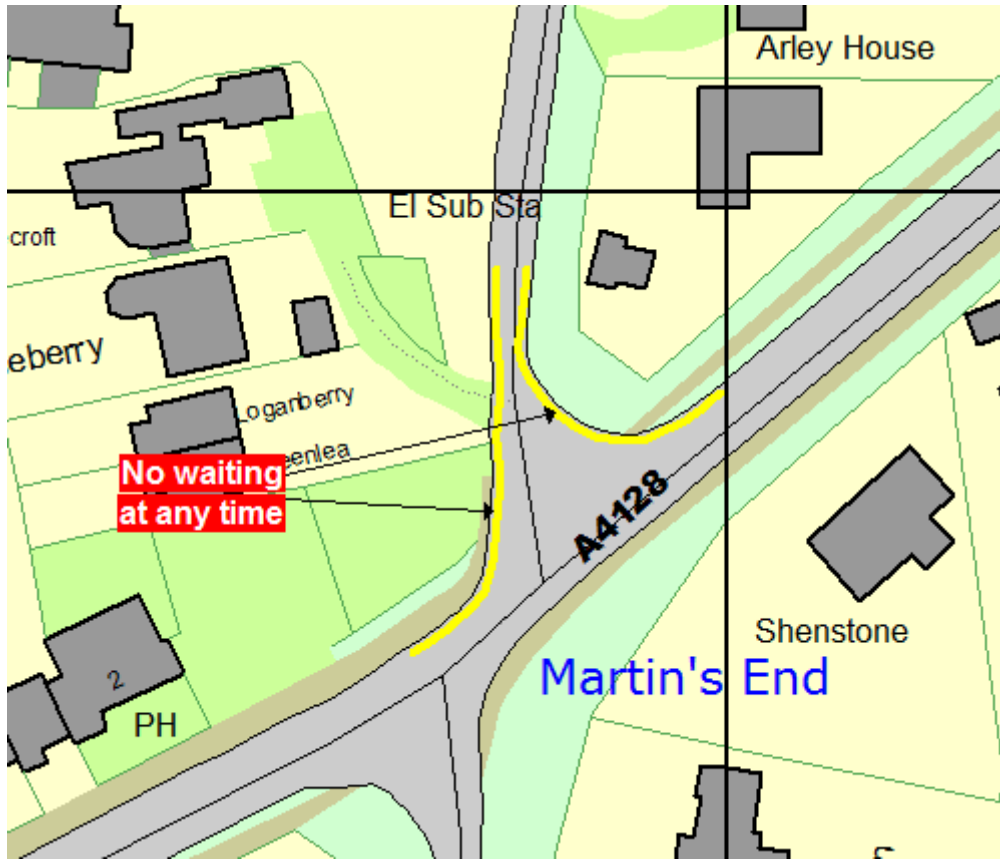 Arley House
El Sub Sta
croft
eberry
Loganberry
eenlea
No waiting
at any time
A4128
Shenstone
Martin's End
2
PH